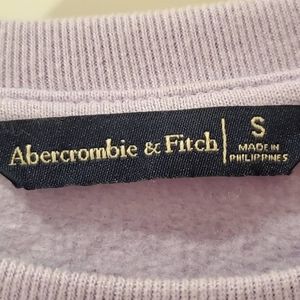 Abercrombie & Fitch
S
MADE IN
PHILIPPINES